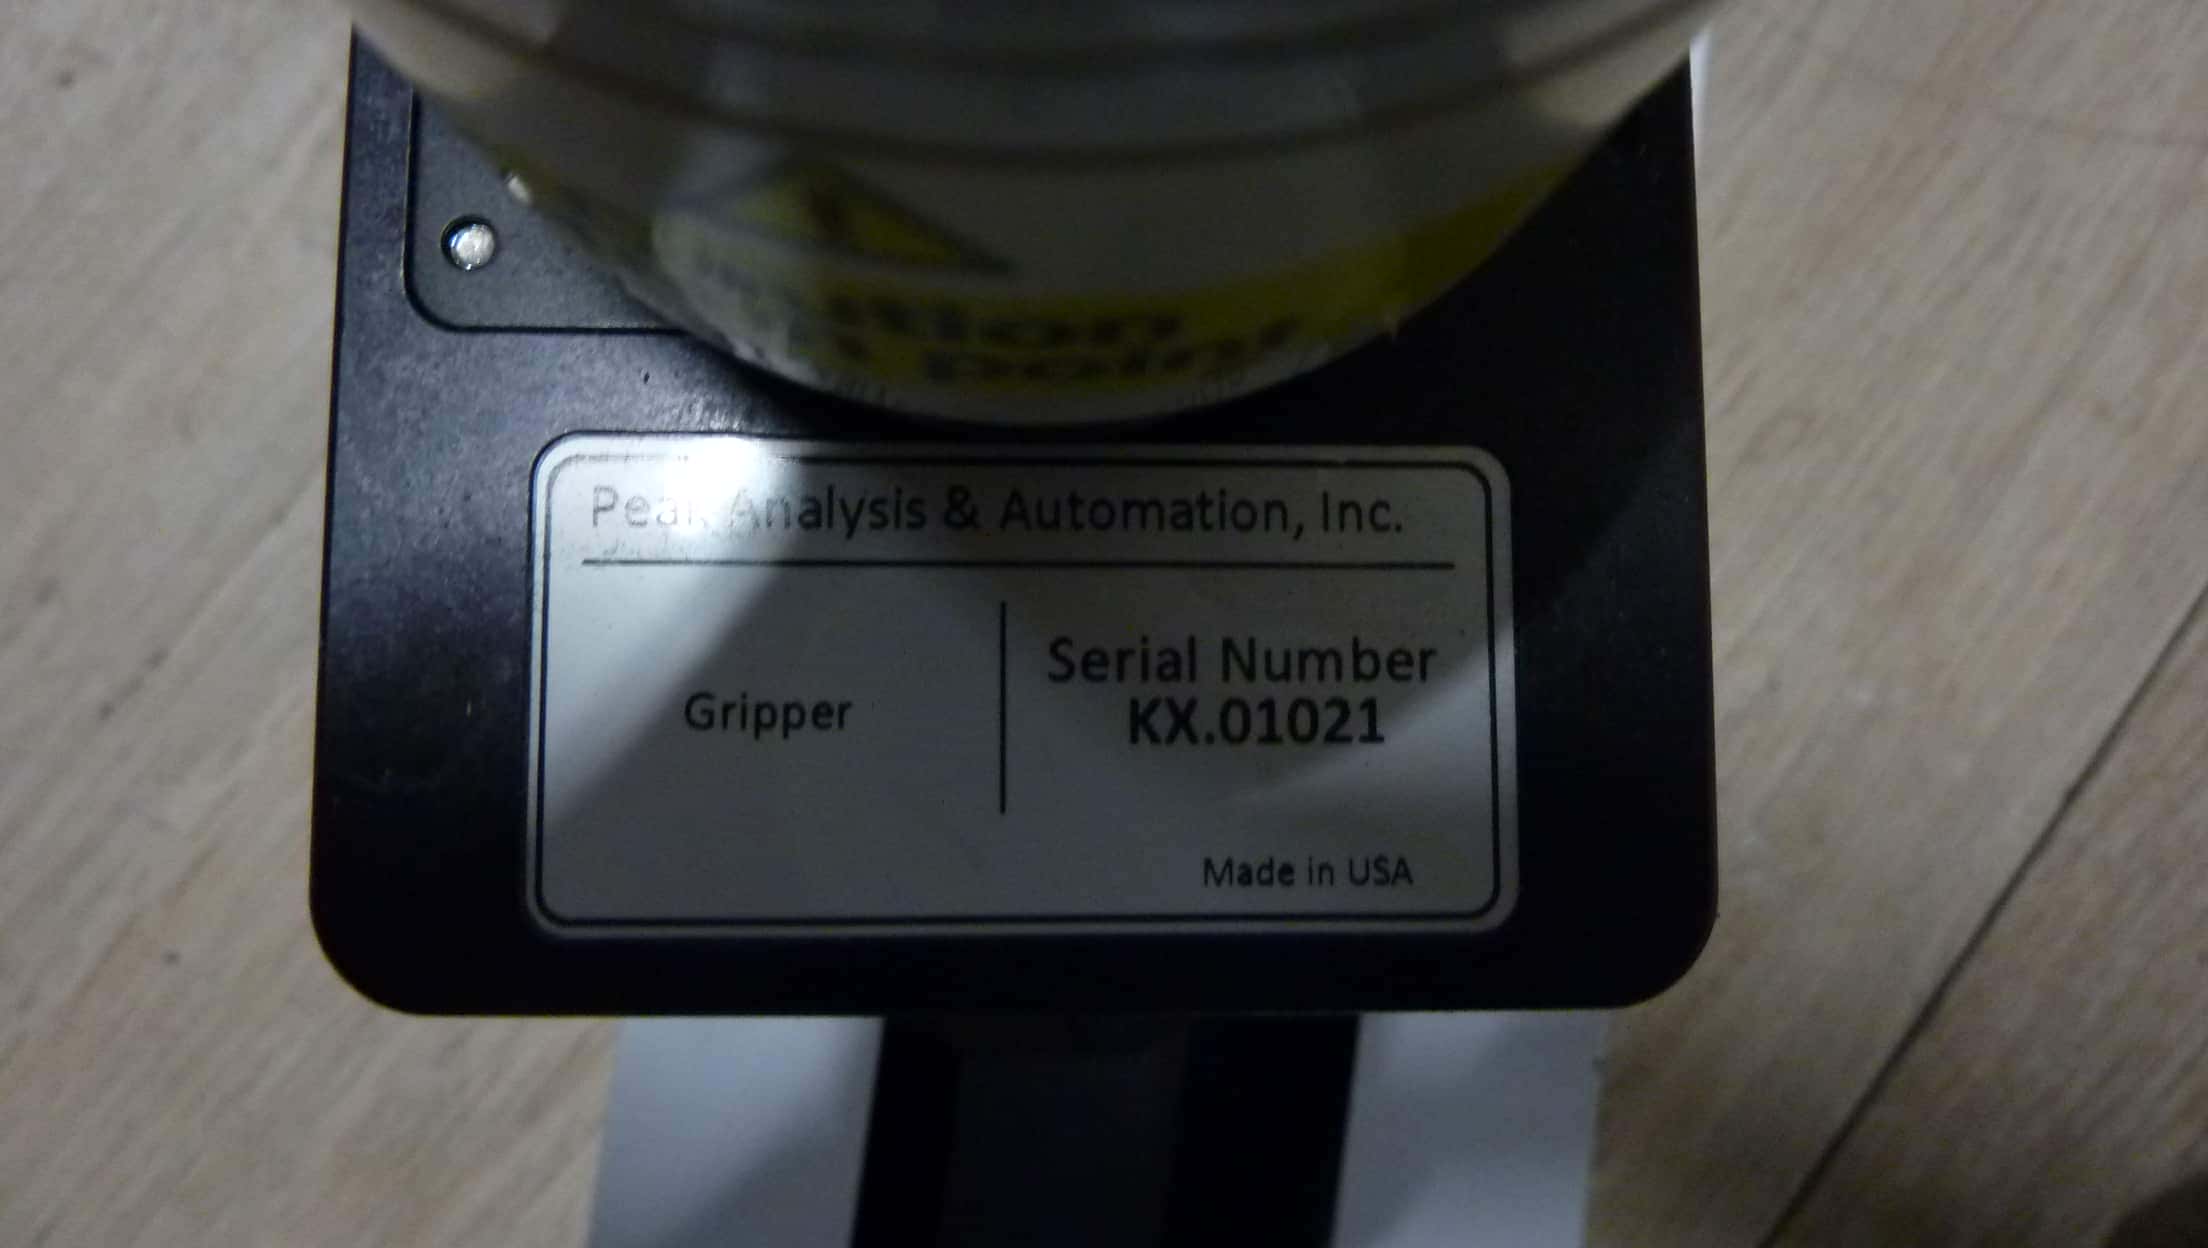 Peak Analysis & Automation, Inc.
Gripper
Serial Number
KX.01021
Made in USA